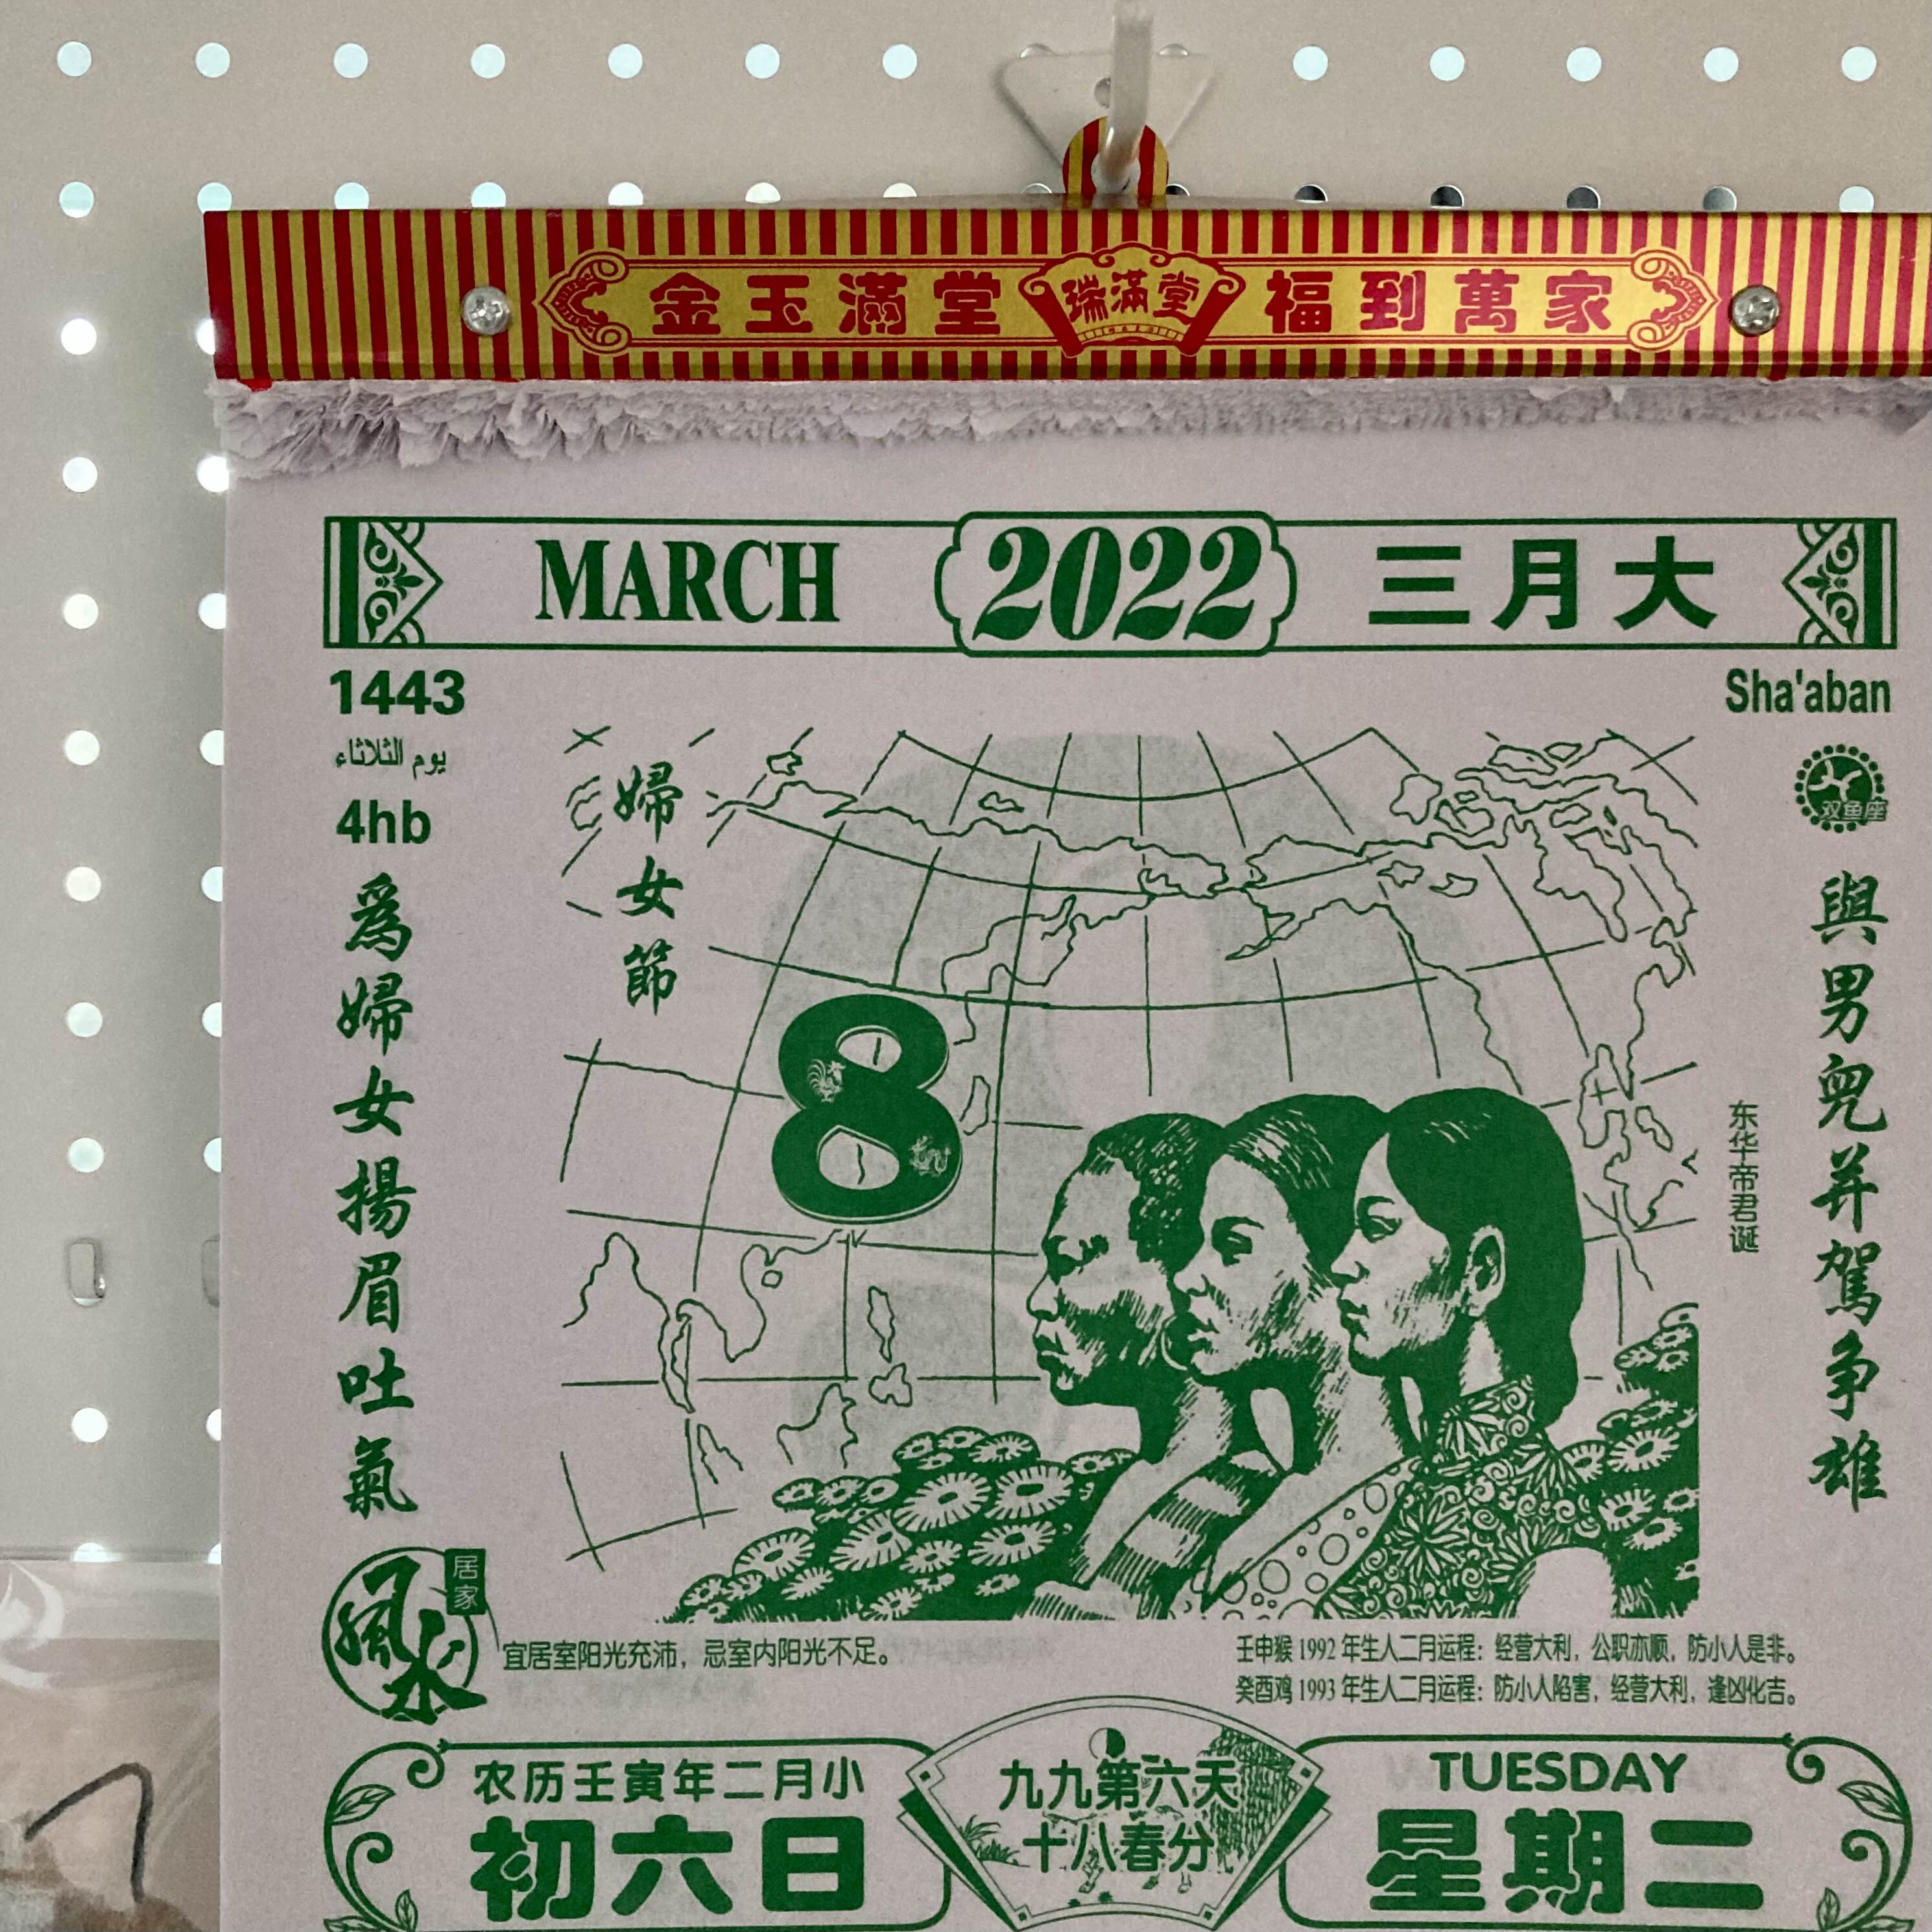 金玉滿堂 瑞滿堂 福到萬家
MARCH 2022 三月大
1443
Sha'aban
يوم الثلاثاء
4hb
双鱼座
婦女節
8
爲婦女揚眉吐氣
與男兒并駕争雄
东华帝君诞
居家
風水
宜居室阳光充沛，忌室内阳光不足。
壬申猴 1992 年生人二月运程：经营大利，公职亦顺，防小人是非。
癸酉鸡 1993 年生人二月运程：防小人陷害，经营大利，逢凶化吉。
农历壬寅年二月小
初六日
九九第六天
十八春分
TUESDAY
星期二